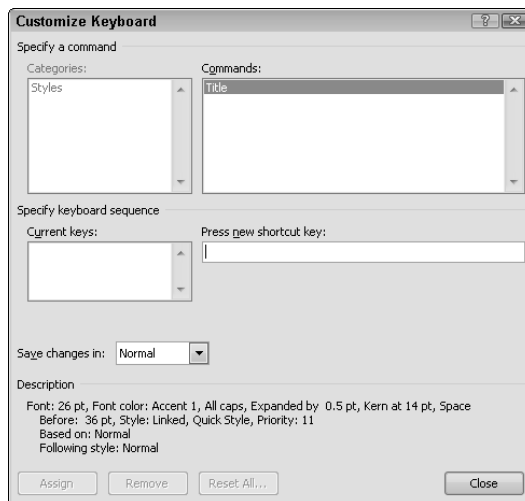 Customize Keyboard
Specify a command
Categories:
Commands:
Styles
Title
Specify keyboard sequence
Current keys:
Press new shortcut key:
Save changes in:
Normal
Description
Font: 26 pt, Font color: Accent 1, All caps, Expanded by  0.5 pt, Kern at 14 pt, Space
Before:  36 pt, Style: Linked, Quick Style, Priority: 11
Based on: Normal
Following style: Normal
Assign
Remove
Reset All...
Close